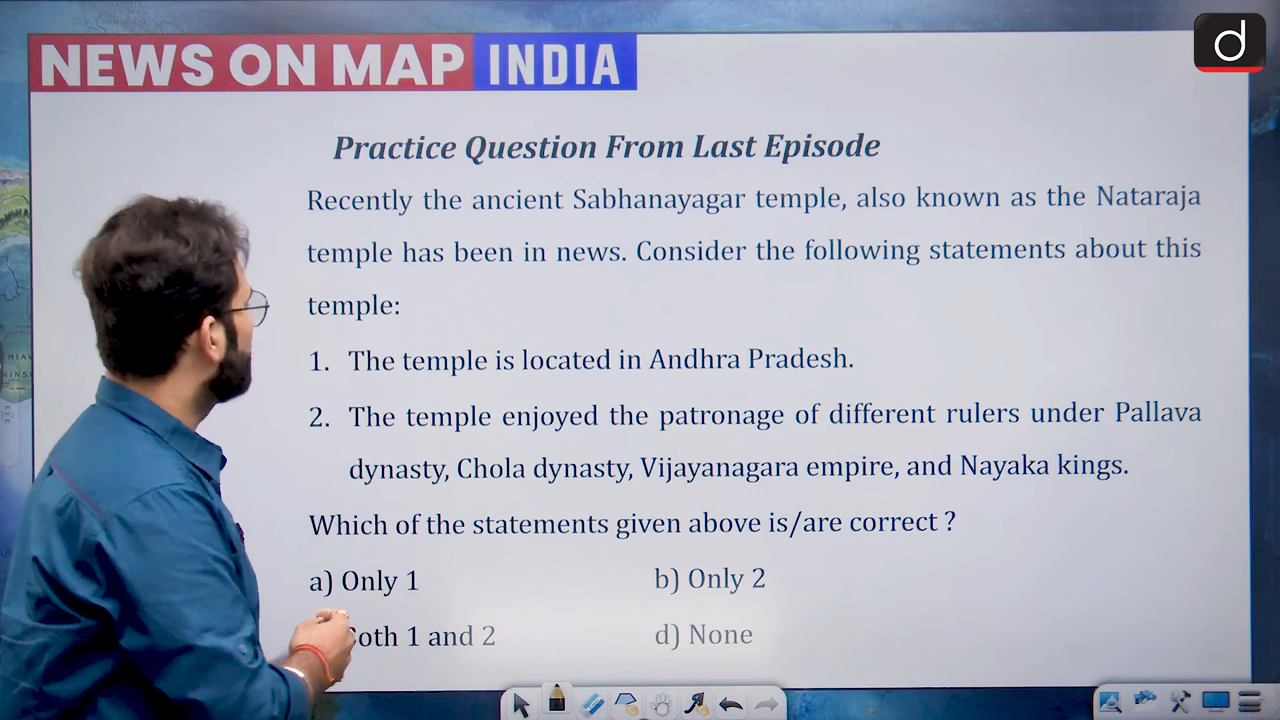 NEWS ON MAP INDIA
d
Practice Question From Last Episode
Recently the ancient Sabhanayagar temple, also known as the Nataraja
temple has been in news. Consider the following statements about this
temple:
1. The temple is located in Andhra Pradesh.
2. The temple enjoyed the patronage of different rulers under Pallava
dynasty, Chola dynasty, Vijayanagara empire, and Nayaka kings.
Which of the statements given above is/are correct ?
a) Only 1 b) Only 2
oth 1 and 2 d) None